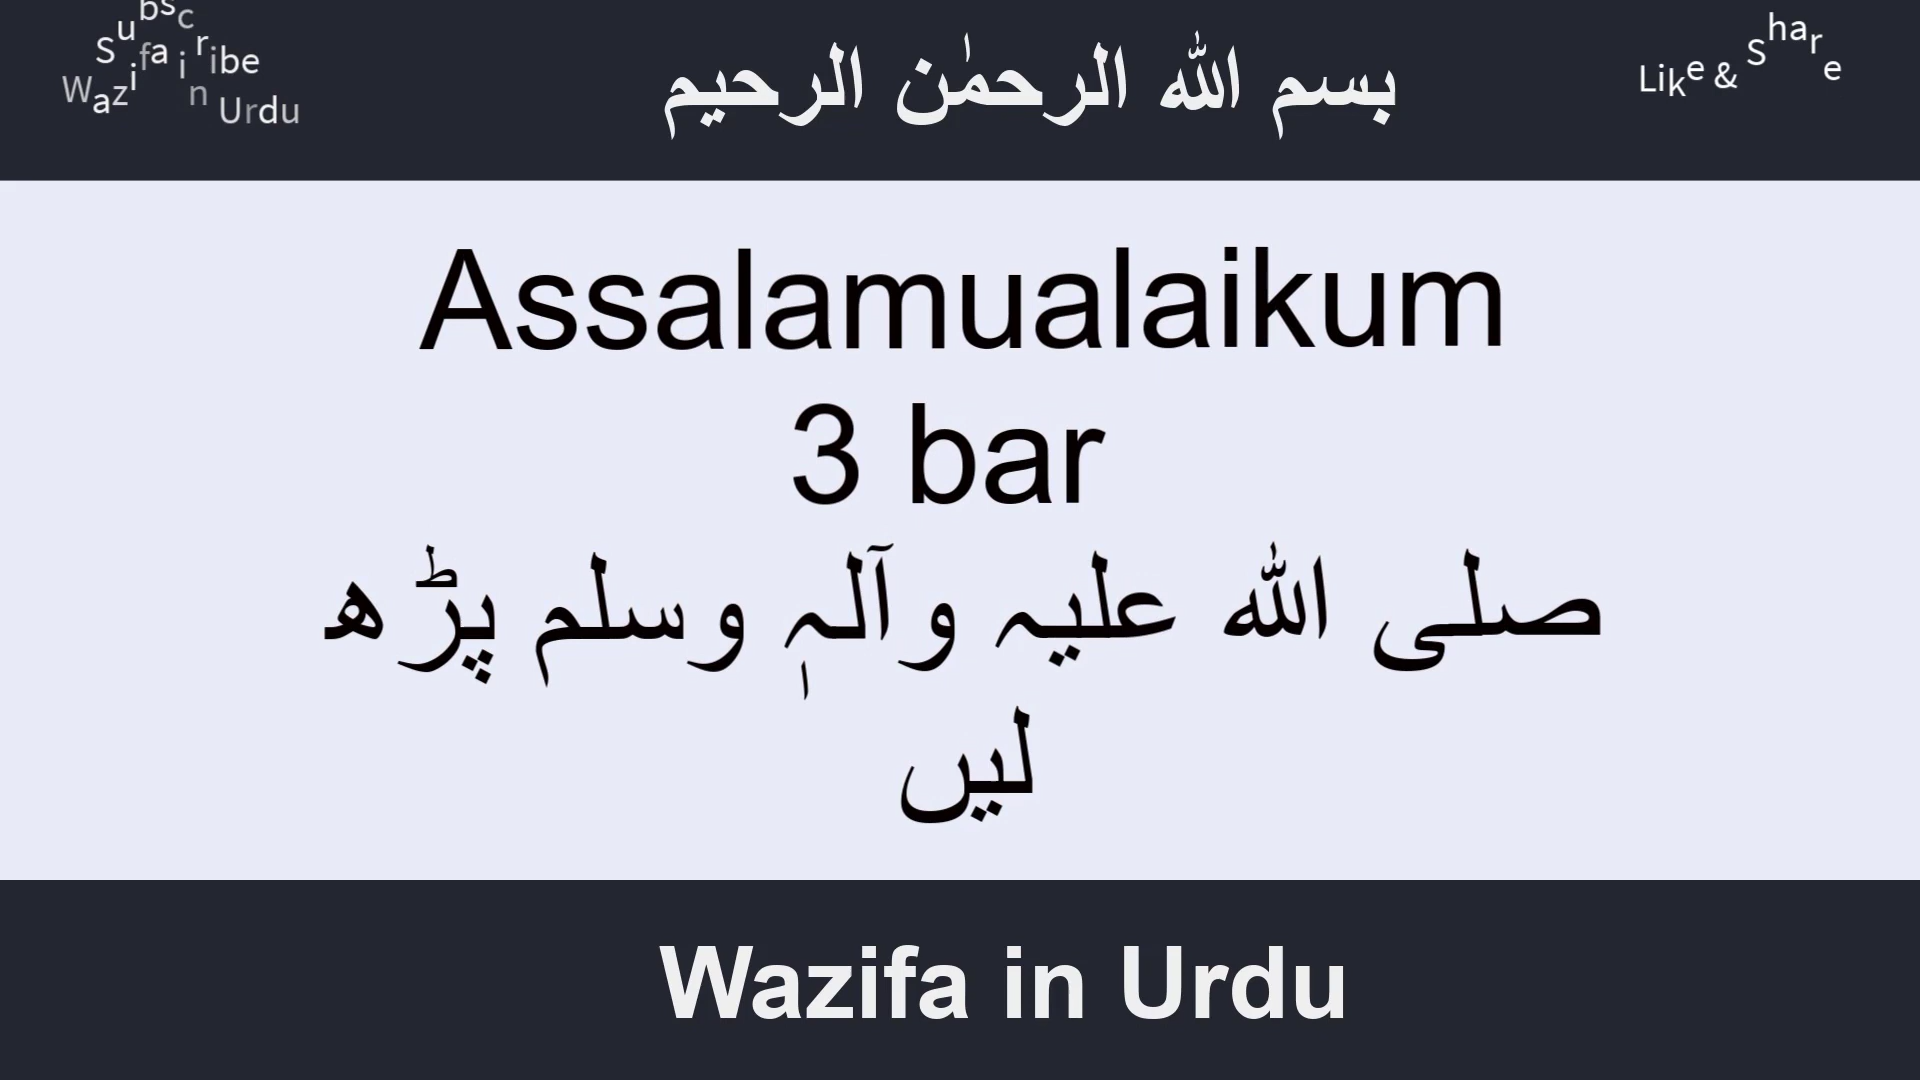 Subscribe
Wazifa in Urdu
بسم اللہ الرحمٰن الرحیم
Like & Share
Assalamualaikum
3 bar
صلی اللہ علیہ وآلہٖ وسلم پڑھ
لیں
Wazifa in Urdu